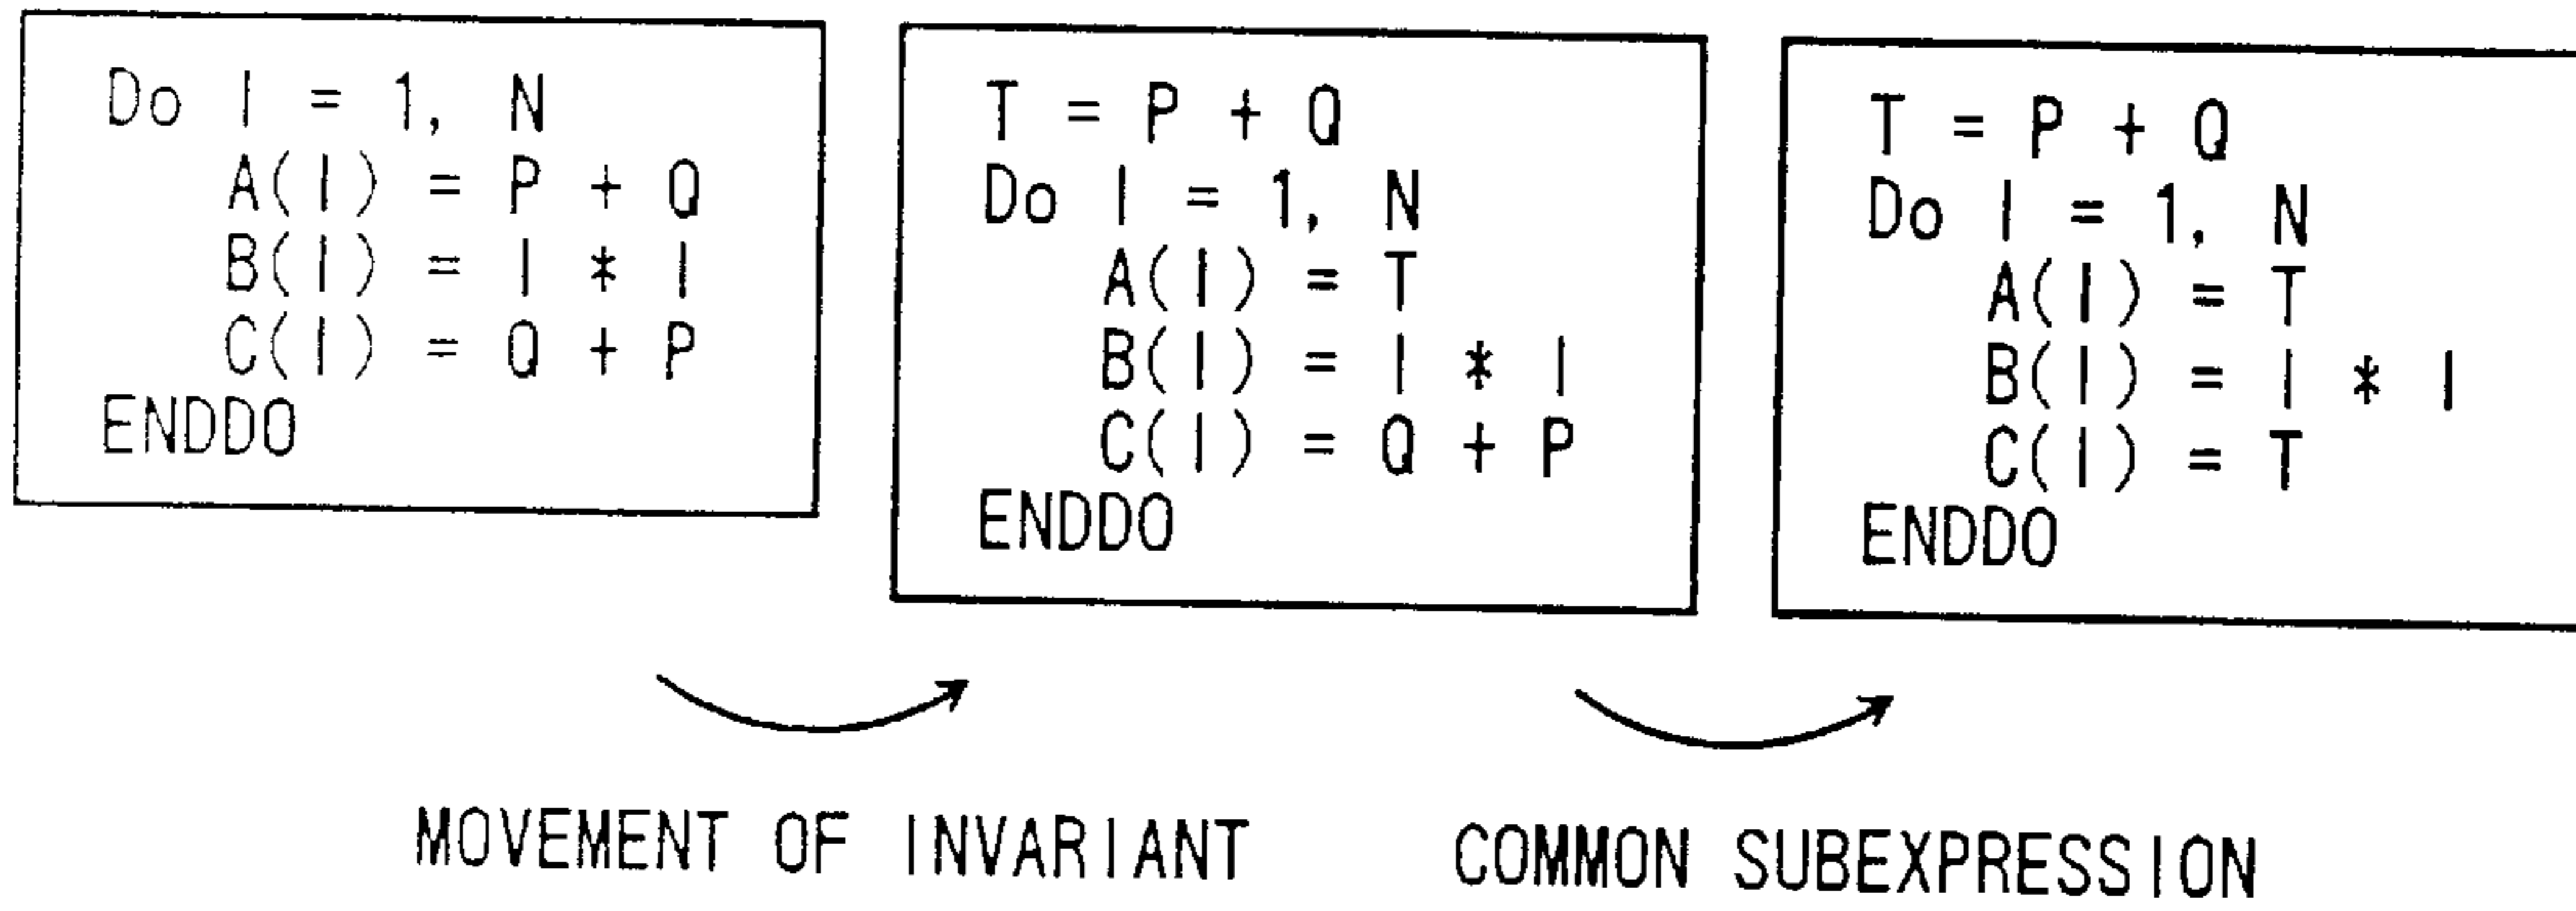 Do I = 1, N
A(I) = P + Q
B(I) = I * I
C(I) = Q + P
ENDDO
T = P + Q
Do I = 1, N
A(I) = T
B(I) = I * I
C(I) = Q + P
ENDDO
T = P + Q
Do I = 1, N
A(I) = T
B(I) = I * I
C(I) = T
ENDDO
MOVEMENT OF INVARIANT
COMMON SUBEXPRESSION